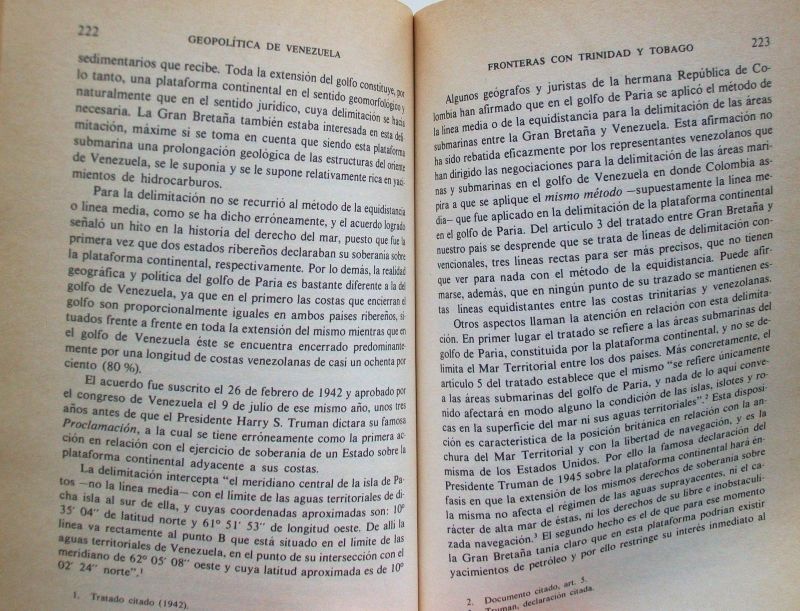 222
GEOPOLÍTICA DE VENEZUELA
sedimentarios que recibe. Toda la extensión del golfo constituye, por
lo tanto, una plataforma continental en el sentido geomorfológico y
naturalmente que en el sentido jurídico, cuya delimitación se hacía
necesaria. La Gran Bretaña también estaba interesada en esta deli-
mitación, máxime si se toma en cuenta que siendo esta plataforma
submarina una prolongación geológica de las estructuras del oriente
de Venezuela, se le suponía y se le supone relativamente rica en yaci-
mientos de hidrocarburos.
Para la delimitación no se recurrió al método de la equidistancia
o línea media, como se ha dicho erróneamente, y el acuerdo logrado
señaló un hito en la historia del derecho del mar, puesto que fue la
primera vez que dos estados ribereños declaraban su soberanía sobre
la plataforma continental, respectivamente. Por lo demás, la realidad
geográfica y política del golfo de Paria es bastante diferente a la del
golfo de Venezuela, ya que en el primero las costas que encierran el
golfo son proporcionalmente iguales en ambos países ribereños, si-
tuados frente a frente en toda la extensión del mismo mientras que en
el golfo de Venezuela éste se encuentra encerrado predominante-
mente por una longitud de costas venezolanas de casi un ochenta por
ciento (80 %).
El acuerdo fue suscrito el 26 de febrero de 1942 y aprobado por
el congreso de Venezuela el 9 de julio de ese mismo año, unos tres
años antes de que el Presidente Harry S. Truman dictara su famosa
Proclamación, a la cual se tiene erróneamente como la primera ac-
ción en relación con el ejercicio de soberanía de un Estado sobre la
plataforma continental adyacente a sus costas.
La delimitación intercepta "el meridiano central de la isla de Pa-
tos —no la línea media— con el límite de las aguas territoriales de di-
cha isla al sur de ella, y cuyas coordenadas aproximadas son: 10°
35' 04" de latitud norte y 61° 51' 53" de longitud oeste. De allí la
línea va rectamente al punto B que está situado en el límite de las
aguas territoriales de Venezuela, en el punto de su intersección con el
meridiano de 62° 05' 08" oeste y cuya latitud aproximada es de 10°
02' 24" norte".¹
1. Tratado citado (1942).
FRONTERAS CON TRINIDAD Y TOBAGO
223
Algunos geógrafos y juristas de la hermana República de Co-
lombia han afirmado que en el golfo de Paria se aplicó el método de
la línea media o de la equidistancia para la delimitación de las áreas
submarinas entre la Gran Bretaña y Venezuela. Esta afirmación no
ha sido rebatida eficazmente por los representantes venezolanos que
han dirigido las negociaciones para la delimitación de las áreas mari-
nas y submarinas en el golfo de Venezuela en donde Colombia as-
pira a que se aplique el mismo método —supuestamente la línea me-
dia— que fue aplicado en la delimitación de la plataforma continental
en el golfo de Paria. Del artículo 3 del tratado entre Gran Bretaña y
nuestro país se desprende que se trata de líneas de delimitación con-
vencionales, tres líneas rectas para ser más precisos, que no tienen
que ver para nada con el método de la equidistancia. Puede afir-
marse, además, que en ningún punto de su trazado se mantienen es-
tas líneas equidistantes entre las costas trinitarias y venezolanas.
Otros aspectos llaman la atención en relación con esta delimita-
ción. En primer lugar el tratado se refiere a las áreas submarinas del
golfo de Paria, constituida por la plataforma continental, y no se de-
limita el Mar Territorial entre los dos países. Más concretamente, el
artículo 5 del tratado establece que el mismo "se refiere únicamente
a las áreas submarinas del golfo de Paria, y nada de lo aquí conve-
nido afectará en modo alguno la condición de las islas, islotes y ro-
cas en la superficie del mar ni sus aguas territoriales".² Esta disposi-
ción es característica de la posición británica en relación con la an-
chura del Mar Territorial y con la libertad de navegación, y es la
misma de los Estados Unidos. Por ello la famosa declaración del
Presidente Truman de 1945 sobre la plataforma continental hará én-
fasis en que la extensión de los mismos derechos de soberanía sobre
la misma no afecta el régimen de las aguas suprayacentes, ni el ca-
rácter de alta mar de éstas, ni los derechos de su libre e inobstaculi-
zada navegación.³ El segundo hecho es el de que para ese momento
la Gran Bretaña tenía claro que en esta plataforma podrían existir
yacimientos de petróleo y por ello restringe su interés inmediato al
2. Documento citado, art. 5.
Truman, declaración citada.